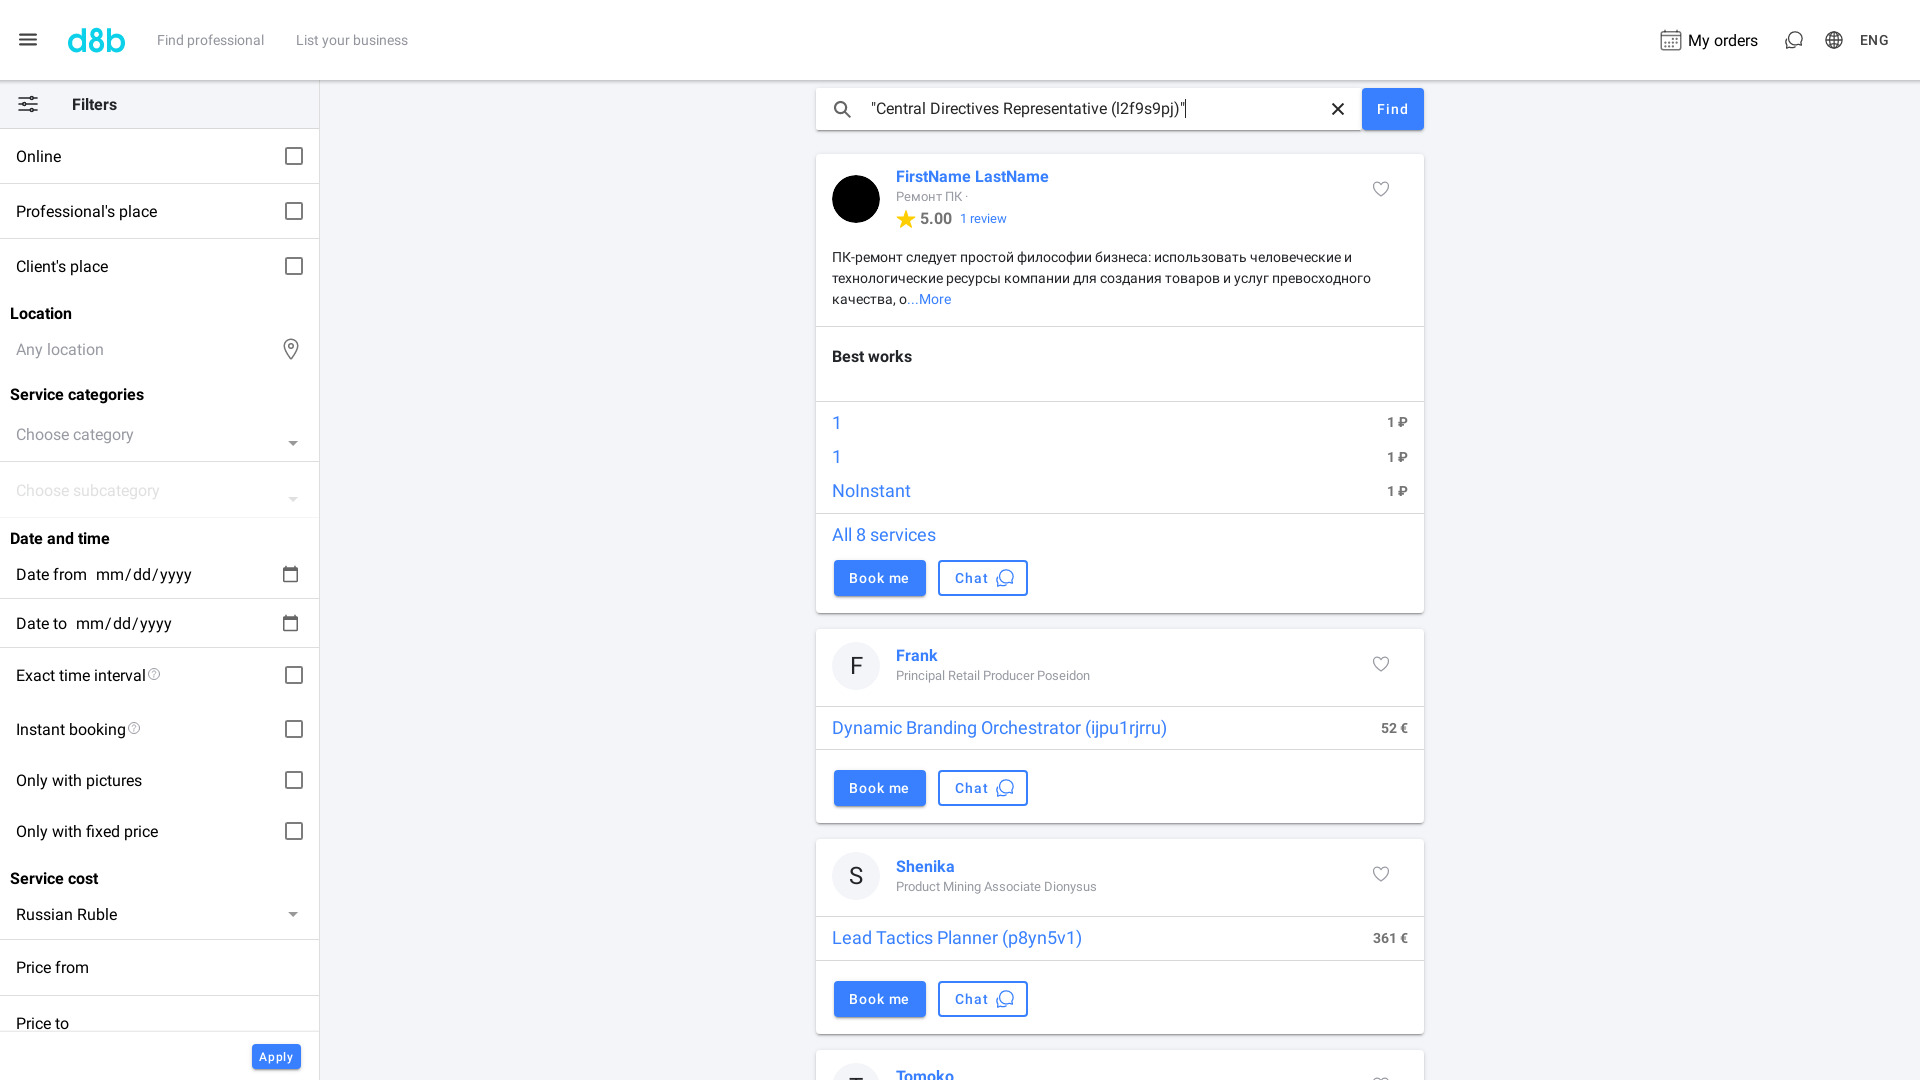 d8b
Find professional
List your business
My orders
ENG
Filters
Online
Professional's place
Client's place
Location
Any location
Service categories
Choose category
Choose subcategory
Date and time
Date from mm/dd/yyyy
Date to mm/dd/yyyy
Exact time interval
Instant booking
Only with pictures
Only with fixed price
Service cost
Russian Ruble
Price from
Price to
Apply
"Central Directives Representative (l2f9s9pj)"
Find
FirstName LastName
Ремонт ПК ·
5.00 1 review
ПК-ремонт следует простой философии бизнеса: использовать человеческие и
технологические ресурсы компании для создания товаров и услуг превосходного
качества, о...More
Best works
1 1 ₽
1 1 ₽
NoInstant 1 ₽
All 8 services
Book me Chat
F
Frank
Principal Retail Producer Poseidon
Dynamic Branding Orchestrator (ijpu1rjrru) 52 €
Book me Chat
S
Shenika
Product Mining Associate Dionysus
Lead Tactics Planner (p8yn5v1) 361 €
Book me Chat
T
Tomoko